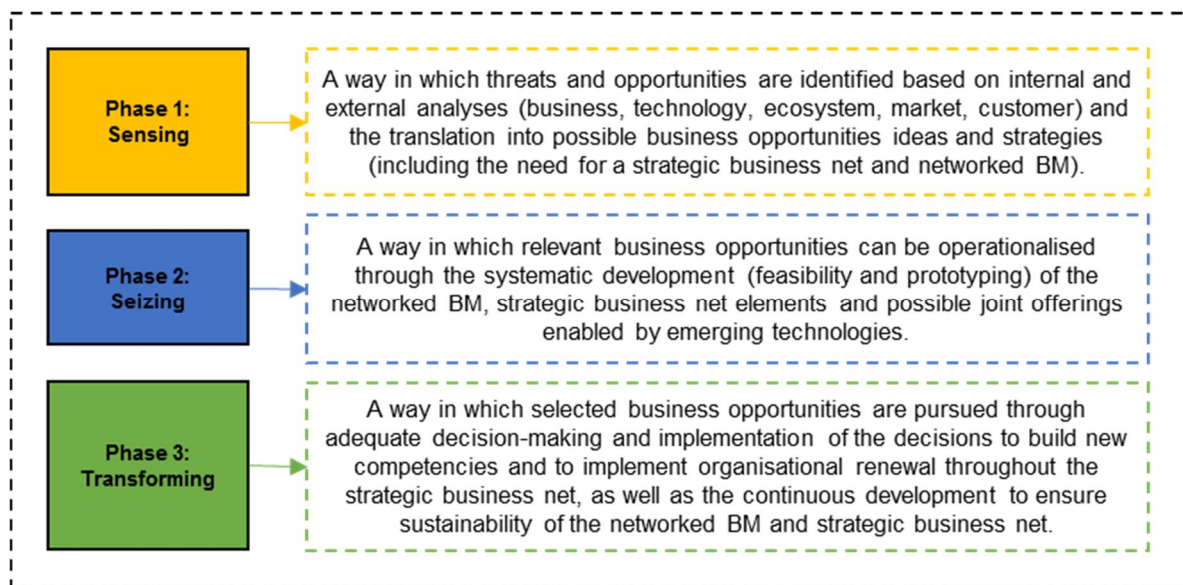 Phase 1:
Sensing
A way in which threats and opportunities are identified based on internal and
external analyses (business, technology, ecosystem, market, customer) and
the translation into possible business opportunities ideas and strategies
(including the need for a strategic business net and networked BM).
Phase 2:
Seizing
A way in which relevant business opportunities can be operationalised
through the systematic development (feasibility and prototyping) of the
networked BM, strategic business net elements and possible joint offerings
enabled by emerging technologies.
Phase 3:
Transforming
A way in which selected business opportunities are pursued through
adequate decision-making and implementation of the decisions to build new
competencies and to implement organisational renewal throughout the
strategic business net, as well as the continuous development to ensure
sustainability of the networked BM and strategic business net.